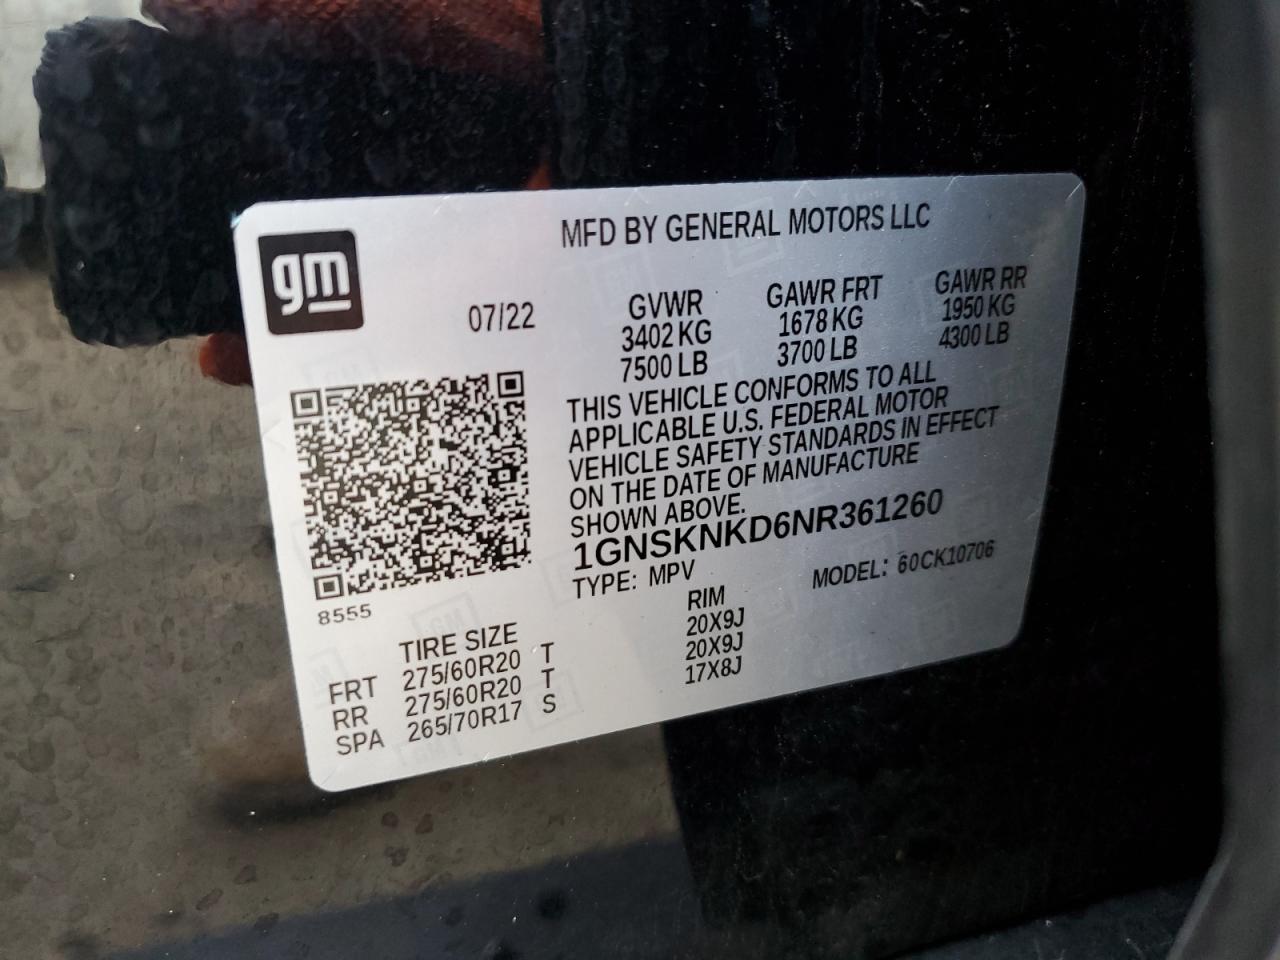 gm
MFD BY GENERAL MOTORS LLC
07/22
GVWR
3402 KG
7500 LB
GAWR FRT
1678 KG
3700 LB
GAWR RR
1950 KG
4300 LB
THIS VEHICLE CONFORMS TO ALL
APPLICABLE U.S. FEDERAL MOTOR
VEHICLE SAFETY STANDARDS IN EFFECT
ON THE DATE OF MANUFACTURE
SHOWN ABOVE.
1GNSKNKD6NR361260
TYPE: MPV MODEL: 60CK10706
8555
TIRE SIZE RIM
FRT 275/60R20 T 20X9J
RR 275/60R20 T 20X9J
SPA 265/70R17 S 17X8J